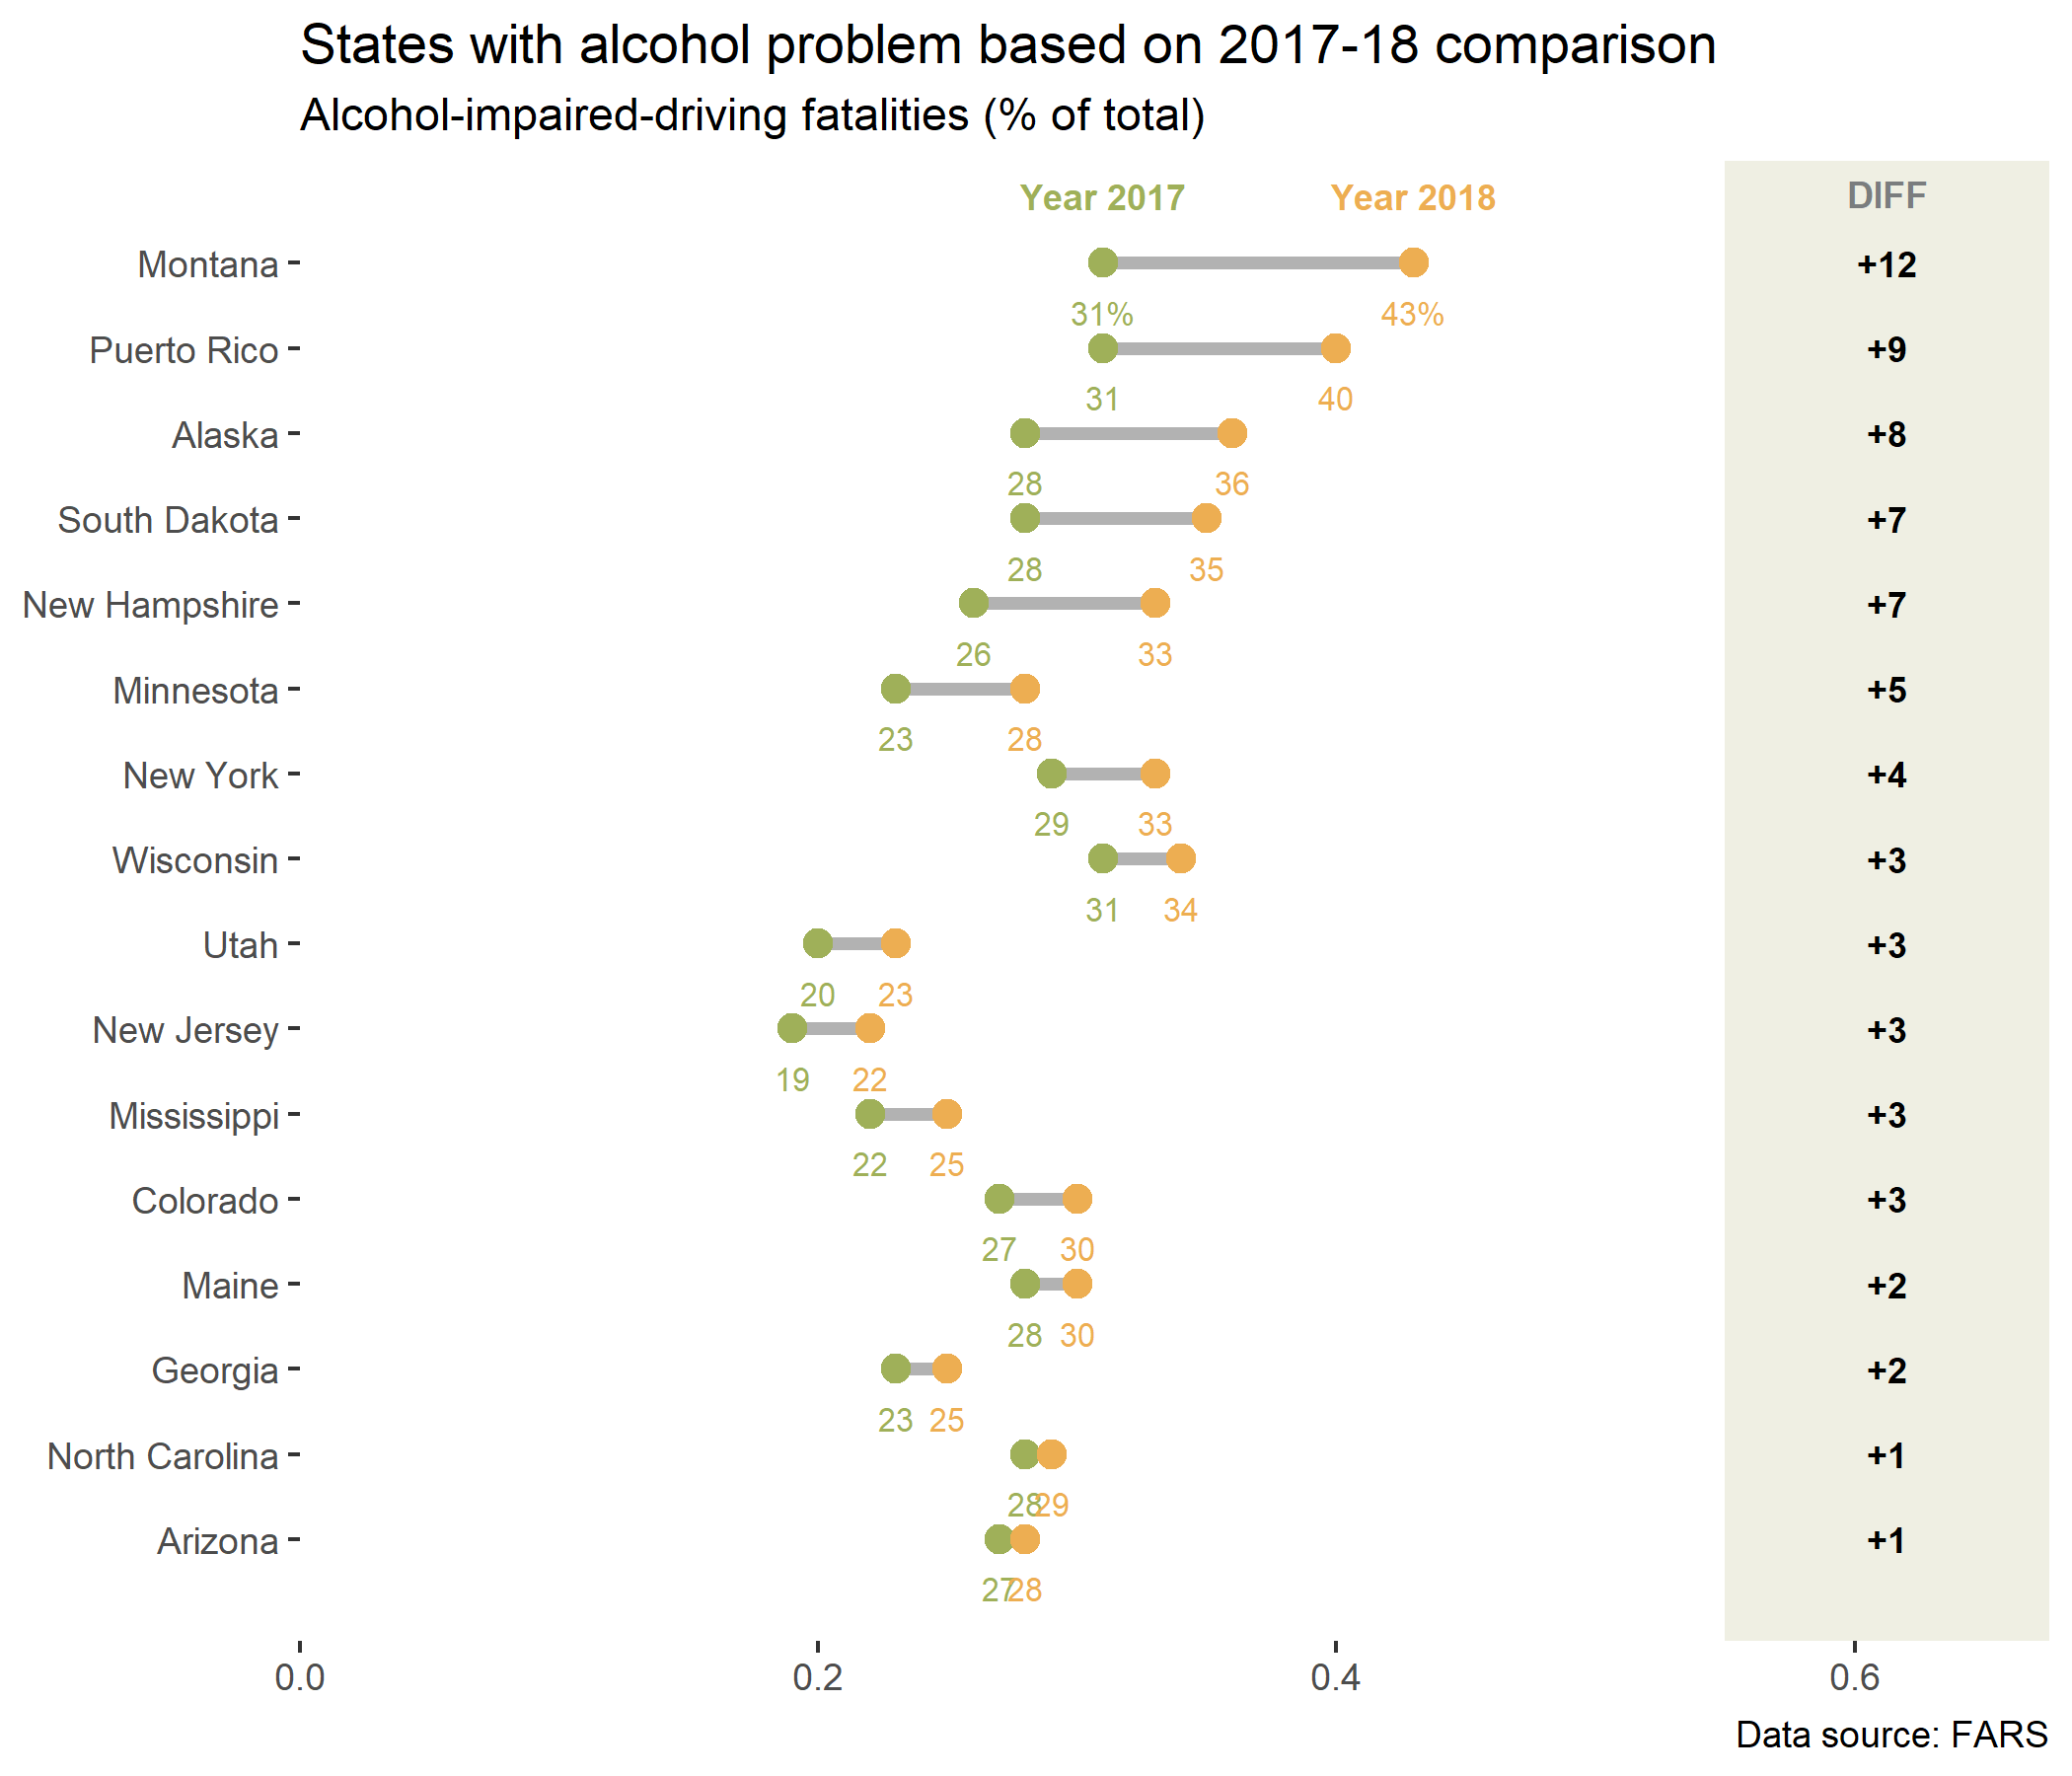 States with alcohol problem based on 2017-18 comparison
Alcohol-impaired-driving fatalities (% of total)
Year 2017 Year 2018 DIFF
Montana +12
31% 43%
Puerto Rico +9
31 40
Alaska +8
28 36
South Dakota +7
28 35
New Hampshire +7
26 33
Minnesota +5
23 28
New York +4
29 33
Wisconsin +3
31 34
Utah +3
20 23
New Jersey +3
19 22
Mississippi +3
22 25
Colorado +3
27 30
Maine +2
28 30
Georgia +2
23 25
North Carolina +1
28 29
Arizona +1
27 28
0.0 0.2 0.4 0.6
Data source: FARS